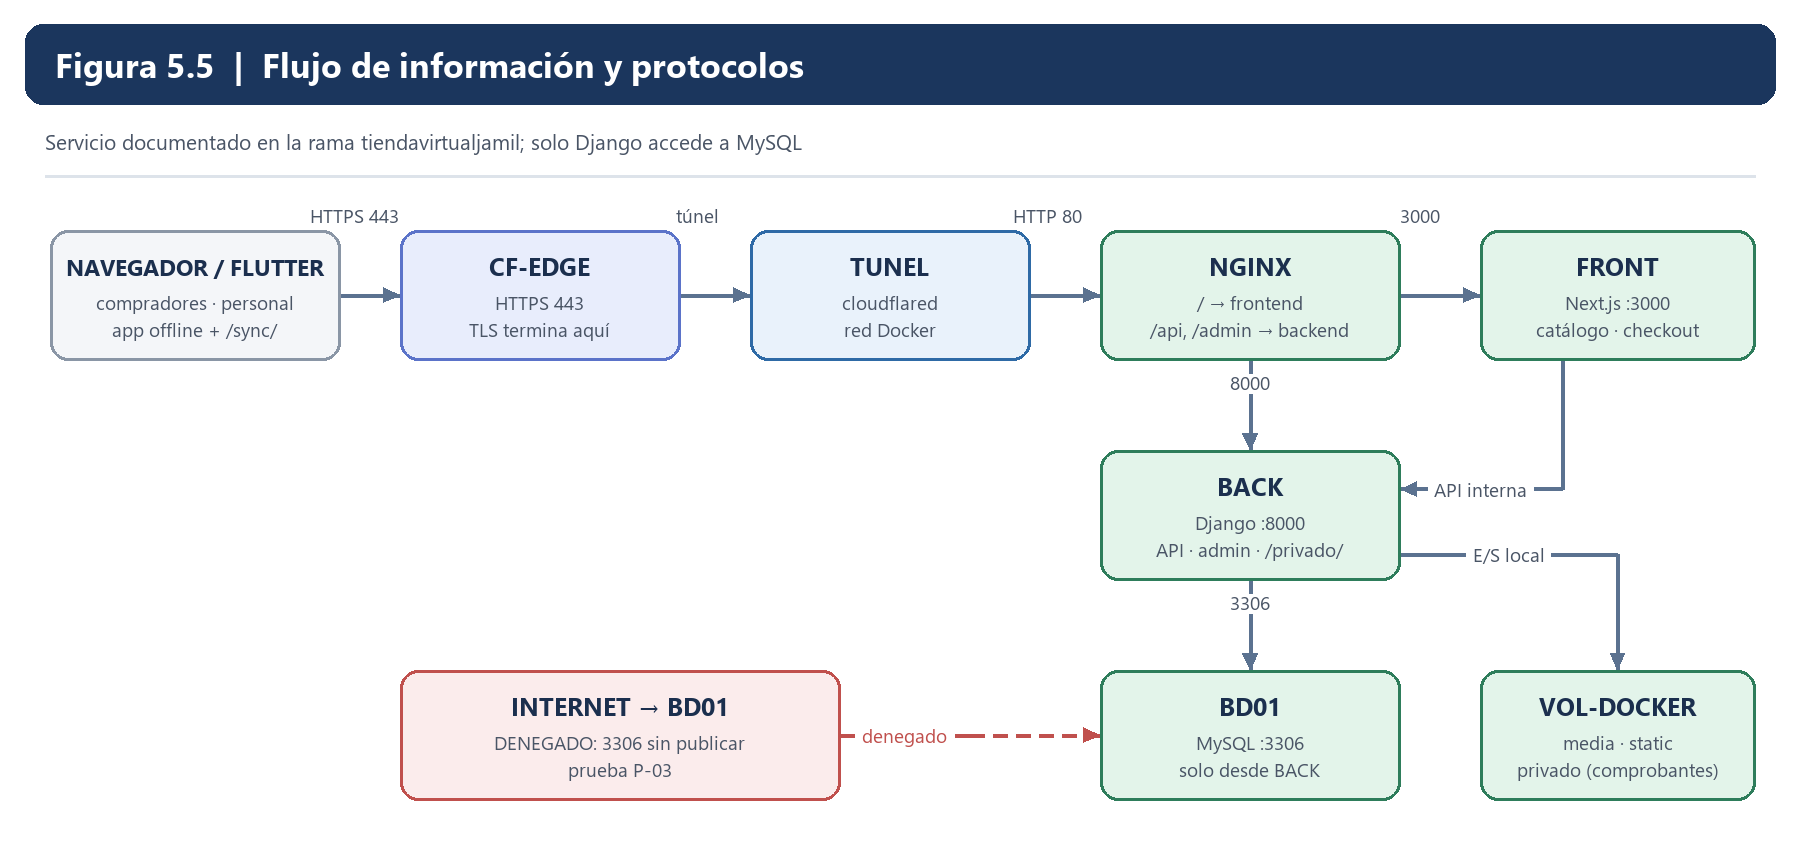 Figura 5.5 | Flujo de información y protocolos
Servicio documentado en la rama tiendavirtualjamil; solo Django accede a MySQL
HTTPS 443
túnel
HTTP 80
3000
NAVEGADOR / FLUTTER
compradores · personal
app offline + /sync/
CF-EDGE
HTTPS 443
TLS termina aquí
TUNEL
cloudflared
red Docker
NGINX
/ → frontend
/api, /admin → backend
FRONT
Next.js :3000
catálogo · checkout
8000
BACK
Django :8000
API · admin · /privado/
API interna
E/S local
3306
INTERNET → BD01
DENEGADO: 3306 sin publicar
prueba P-03
denegado
BD01
MySQL :3306
solo desde BACK
VOL-DOCKER
media · static
privado (comprobantes)